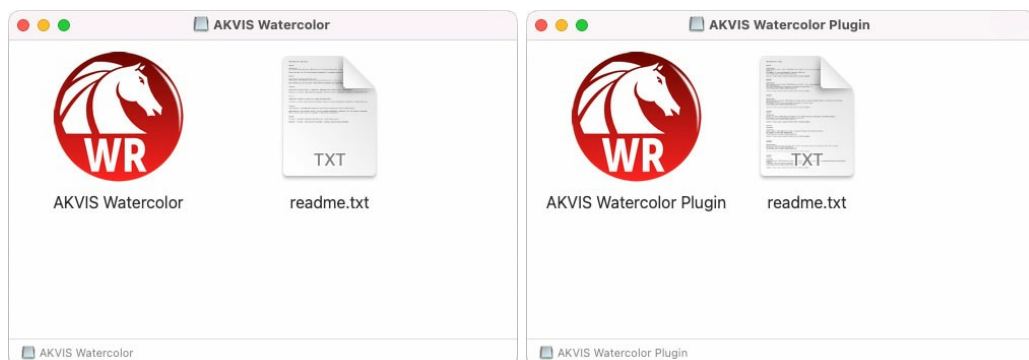 AKVIS Watercolor
WR
TXT
AKVIS Watercolor
readme.txt
AKVIS Watercolor
AKVIS Watercolor Plugin
WR
TXT
AKVIS Watercolor Plugin
readme.txt
AKVIS Watercolor Plugin